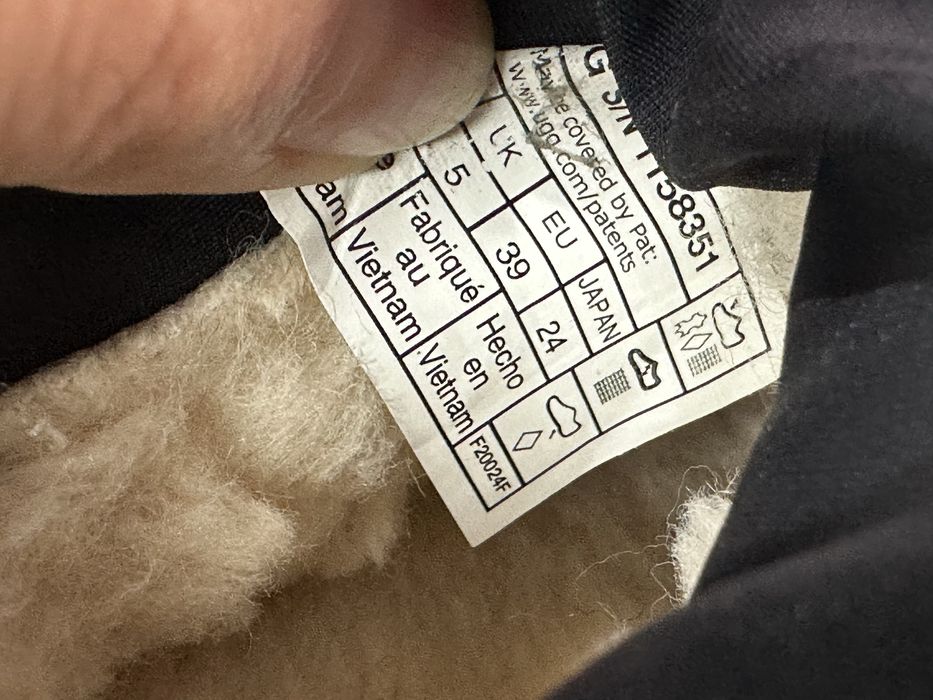 G S/N 1158351
May be covered by Pat:
www.ugg.com/patents
UK EU JAPAN
5 39 24
Fabriqué au Vietnam
Hecho en Vietnam
F20024F